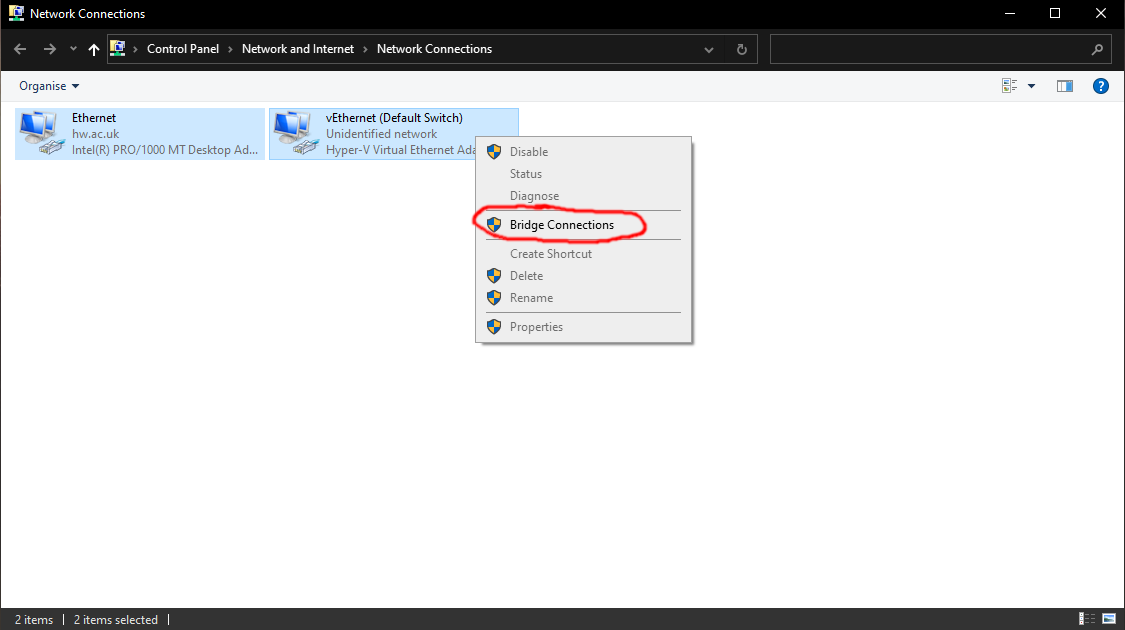 Network Connections
Control Panel > Network and Internet > Network Connections
Organise
Ethernet
hw.ac.uk
Intel(R) PRO/1000 MT Desktop Ad...
vEthernet (Default Switch)
Unidentified network
Hyper-V Virtual Ethernet Ada
Disable
Status
Diagnose
Bridge Connections
Create Shortcut
Delete
Rename
Properties
2 items | 2 items selected |